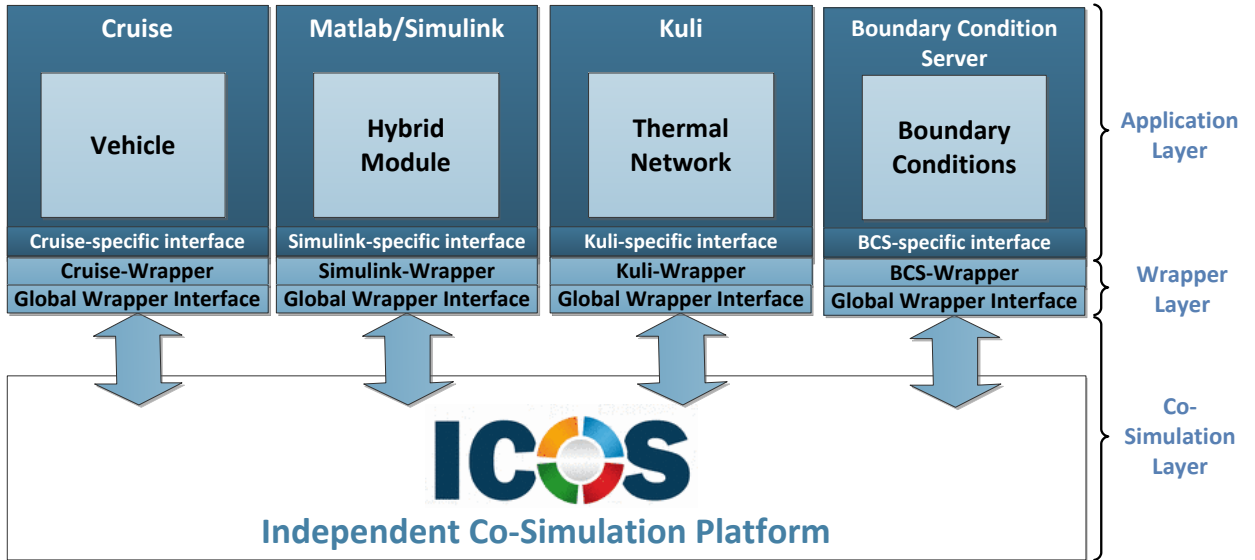 Cruise
Vehicle
Cruise-specific interface
Cruise-Wrapper
Global Wrapper Interface
Matlab/Simulink
Hybrid
Module
Simulink-specific interface
Simulink-Wrapper
Global Wrapper Interface
Kuli
Thermal
Network
Kuli-specific interface
Kuli-Wrapper
Global Wrapper Interface
Boundary Condition
Server
Boundary
Conditions
BCS-specific interface
BCS-Wrapper
Global Wrapper Interface
Application
Layer
Wrapper
Layer
Co-
Simulation
Layer
ICOS
Independent Co-Simulation Platform